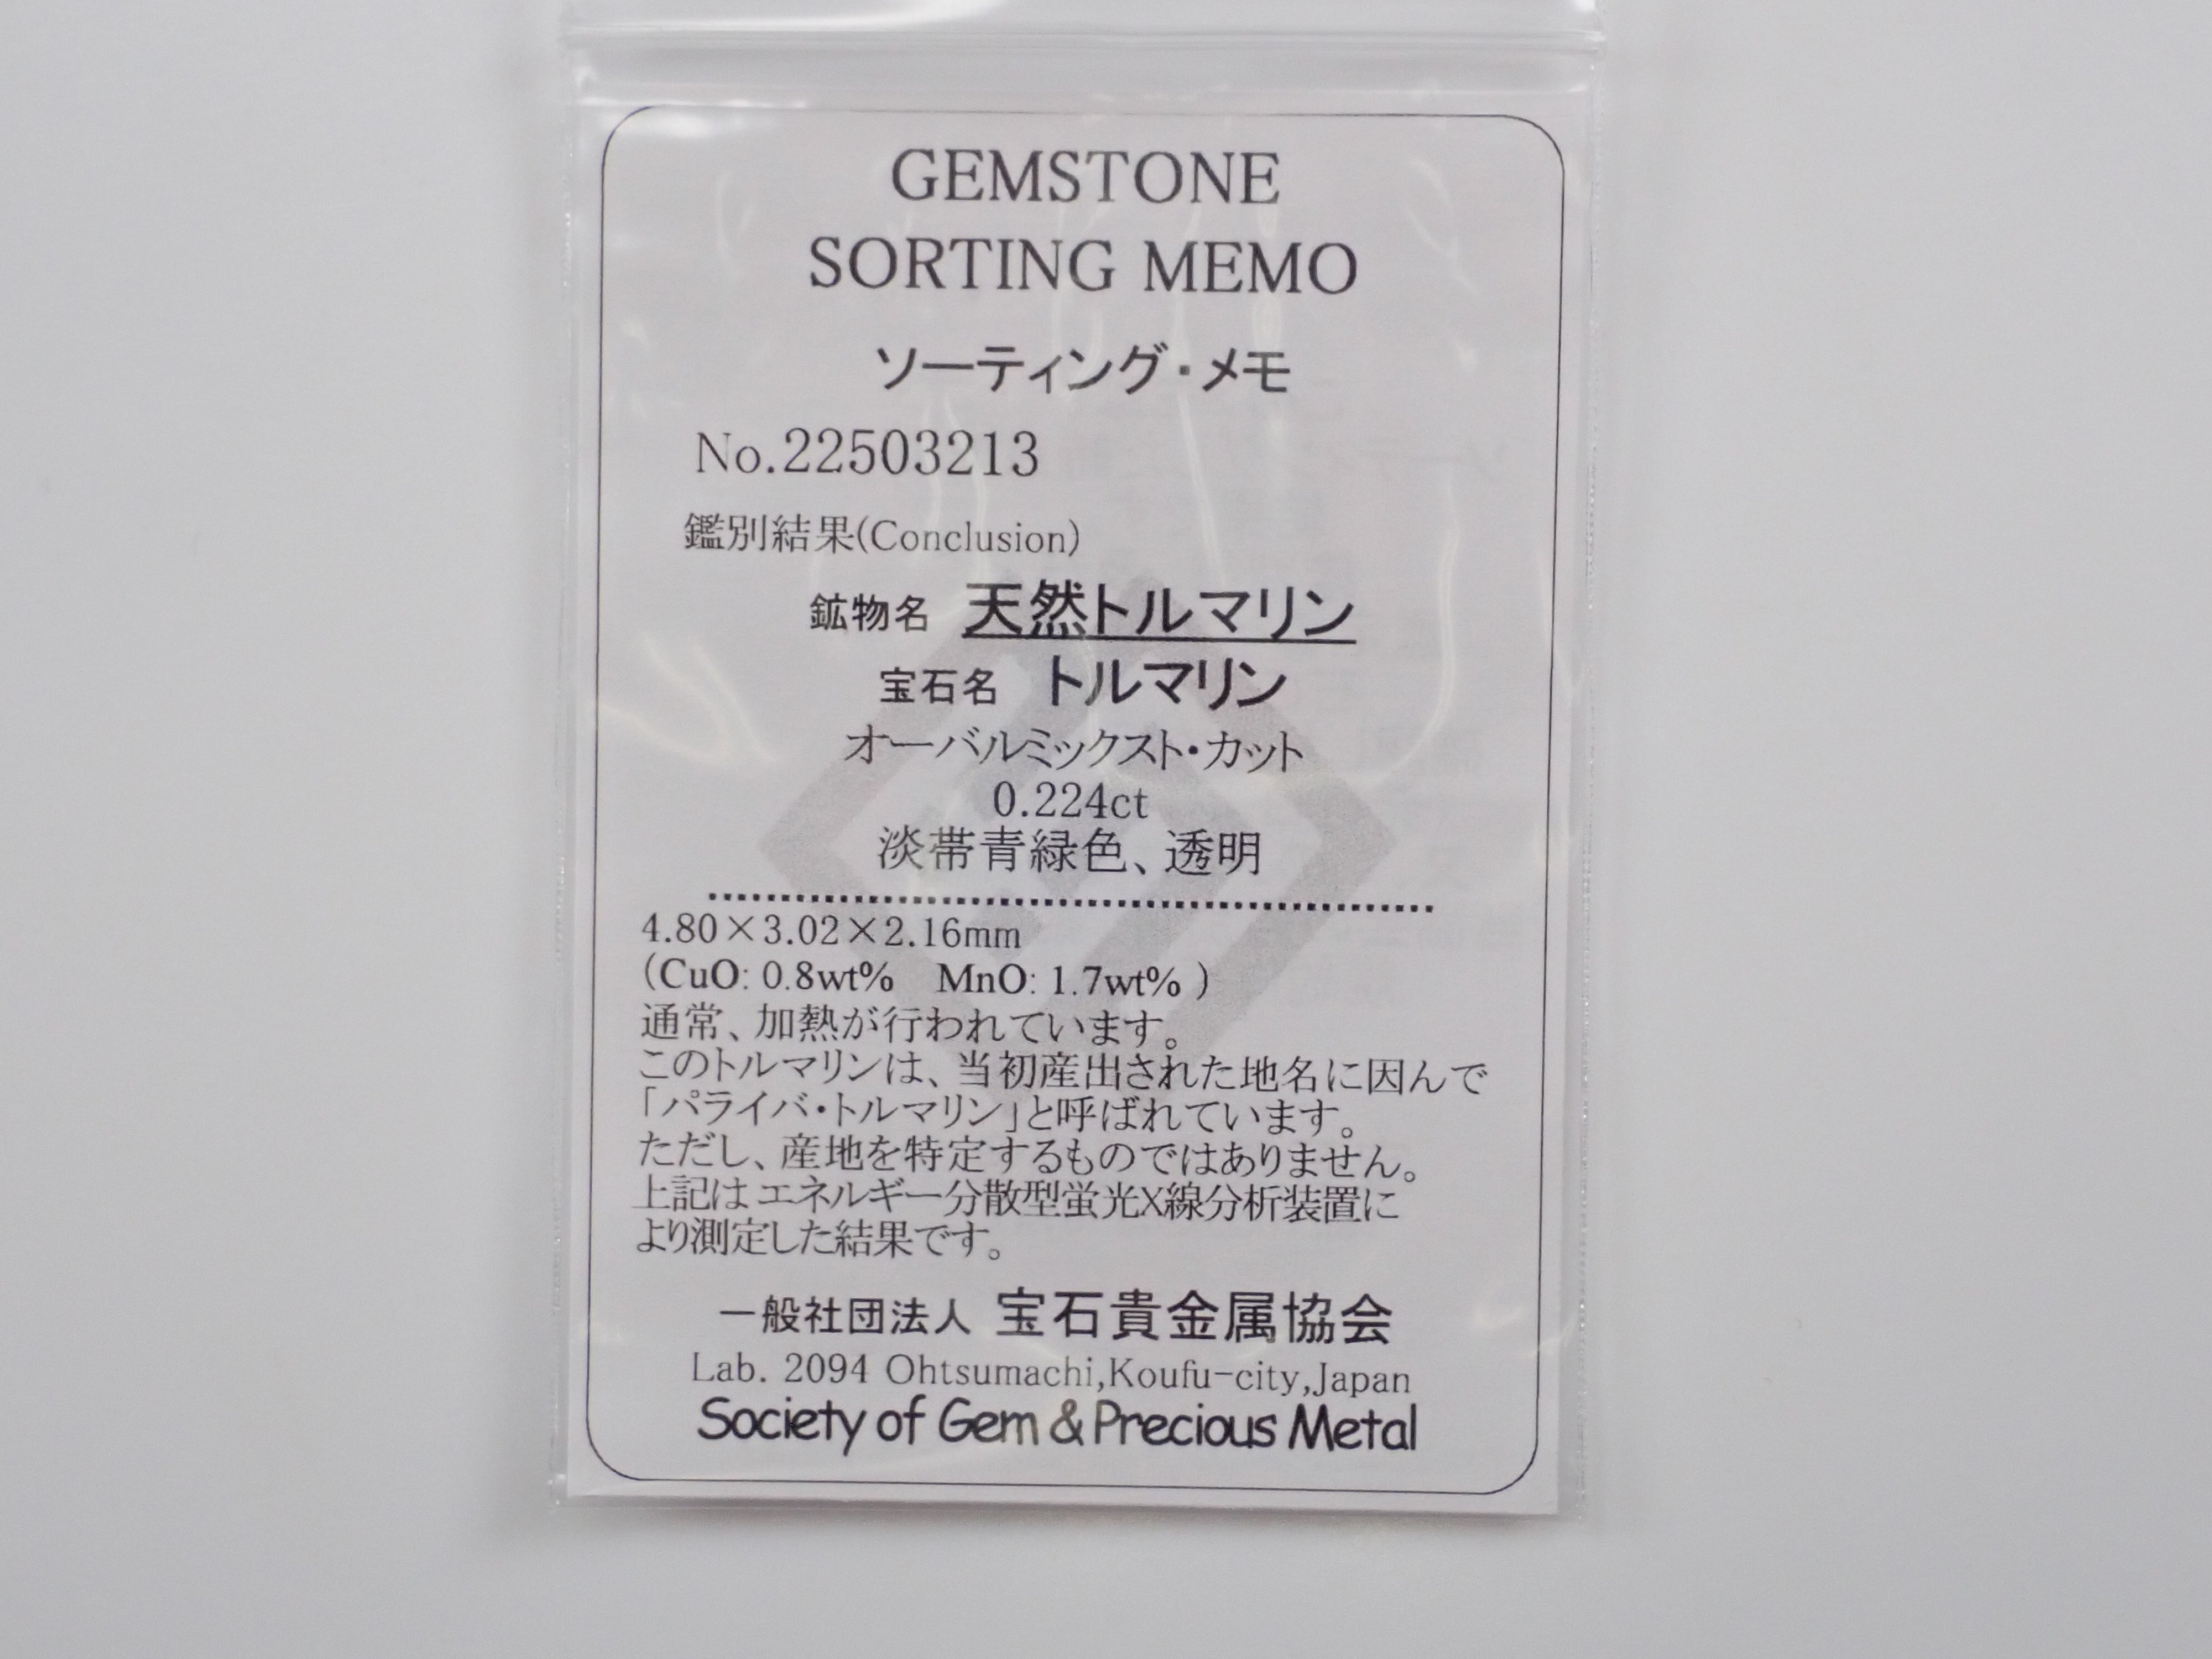 GEMSTONE
SORTING MEMO
ソーティング・メモ
No.22503213
鑑別結果(Conclusion)
鉱物名 天然トルマリン
宝石名 トルマリン
オーバルミックスト・カット
0.224ct
淡帯青緑色、透明
4.80×3.02×2.16mm
(CuO: 0.8wt% MnO: 1.7wt% )
通常、加熱が行われています。
このトルマリンは、当初産出された地名に因んで
「パライバ・トルマリン」と呼ばれています。
ただし、産地を特定するものではありません。
上記はエネルギー分散型蛍光X線分析装置に
より測定した結果です。
一般社団法人 宝石貴金属協会
Lab. 2094 Ohtsumachi,Koufu-city,Japan
Society of Gem & Precious Metal